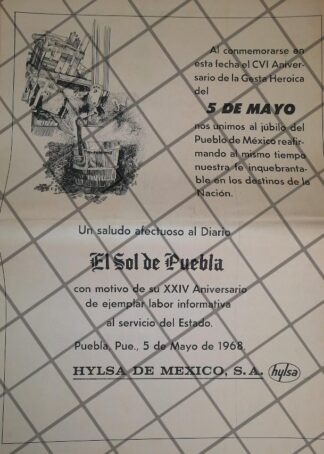 Al conmemorarse en
esta fecha el CVI Aniver-
sario de la Gesta Heroica
del
5 DE MAYO
nos unimos al júbilo del
Pueblo de México reafir-
mando al mismo tiempo
nuestra fe inquebranta-
ble en los destinos de la
Nación.
Un saludo afectuoso al Diario
El Sol de Puebla
con motivo de su XXIV Aniversario
de ejemplar labor informativa
al servicio del Estado.
Puebla, Pue., 5 de Mayo de 1968.
HYLSA DE MEXICO, S. A. hylsa